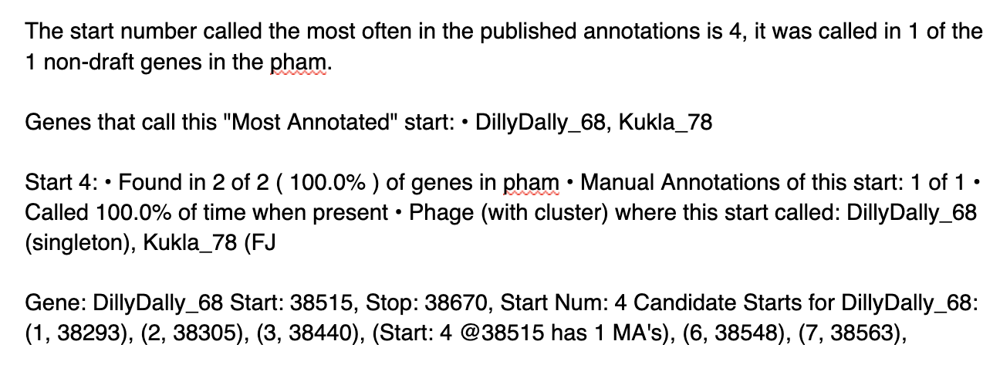 The start number called the most often in the published annotations is 4, it was called in 1 of the
1 non-draft genes in the pham.
Genes that call this "Most Annotated" start: • DillyDally_68, Kukla_78
Start 4: • Found in 2 of 2 ( 100.0% ) of genes in pham • Manual Annotations of this start: 1 of 1 •
Called 100.0% of time when present • Phage (with cluster) where this start called: DillyDally_68
(singleton), Kukla_78 (FJ
Gene: DillyDally_68 Start: 38515, Stop: 38670, Start Num: 4 Candidate Starts for DillyDally_68:
(1, 38293), (2, 38305), (3, 38440), (Start: 4 @38515 has 1 MA's), (6, 38548), (7, 38563),